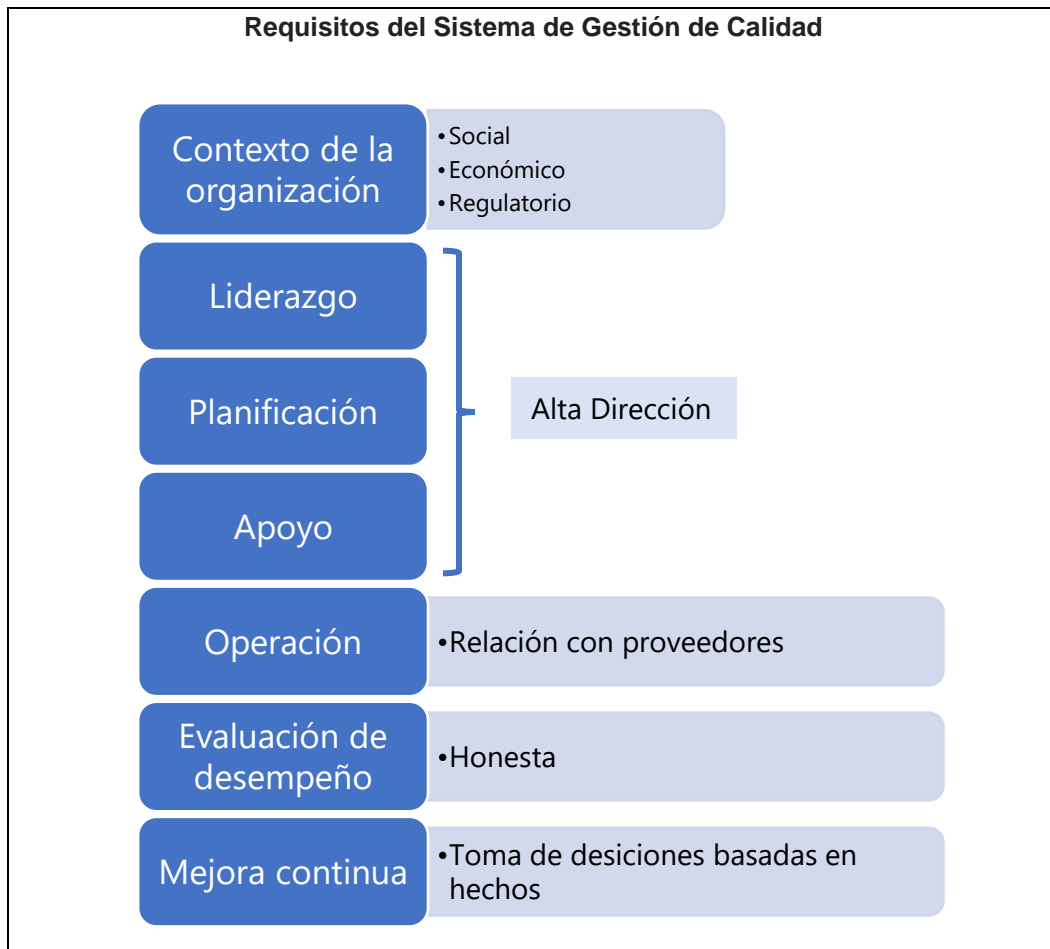 Requisitos del Sistema de Gestión de Calidad
Contexto de la
organización
•Social
•Económico
•Regulatorio
Liderazgo
Planificación
Apoyo
Alta Dirección
Operación
•Relación con proveedores
Evaluación de
desempeño
•Honesta
Mejora continua
•Toma de desiciones basadas en
hechos